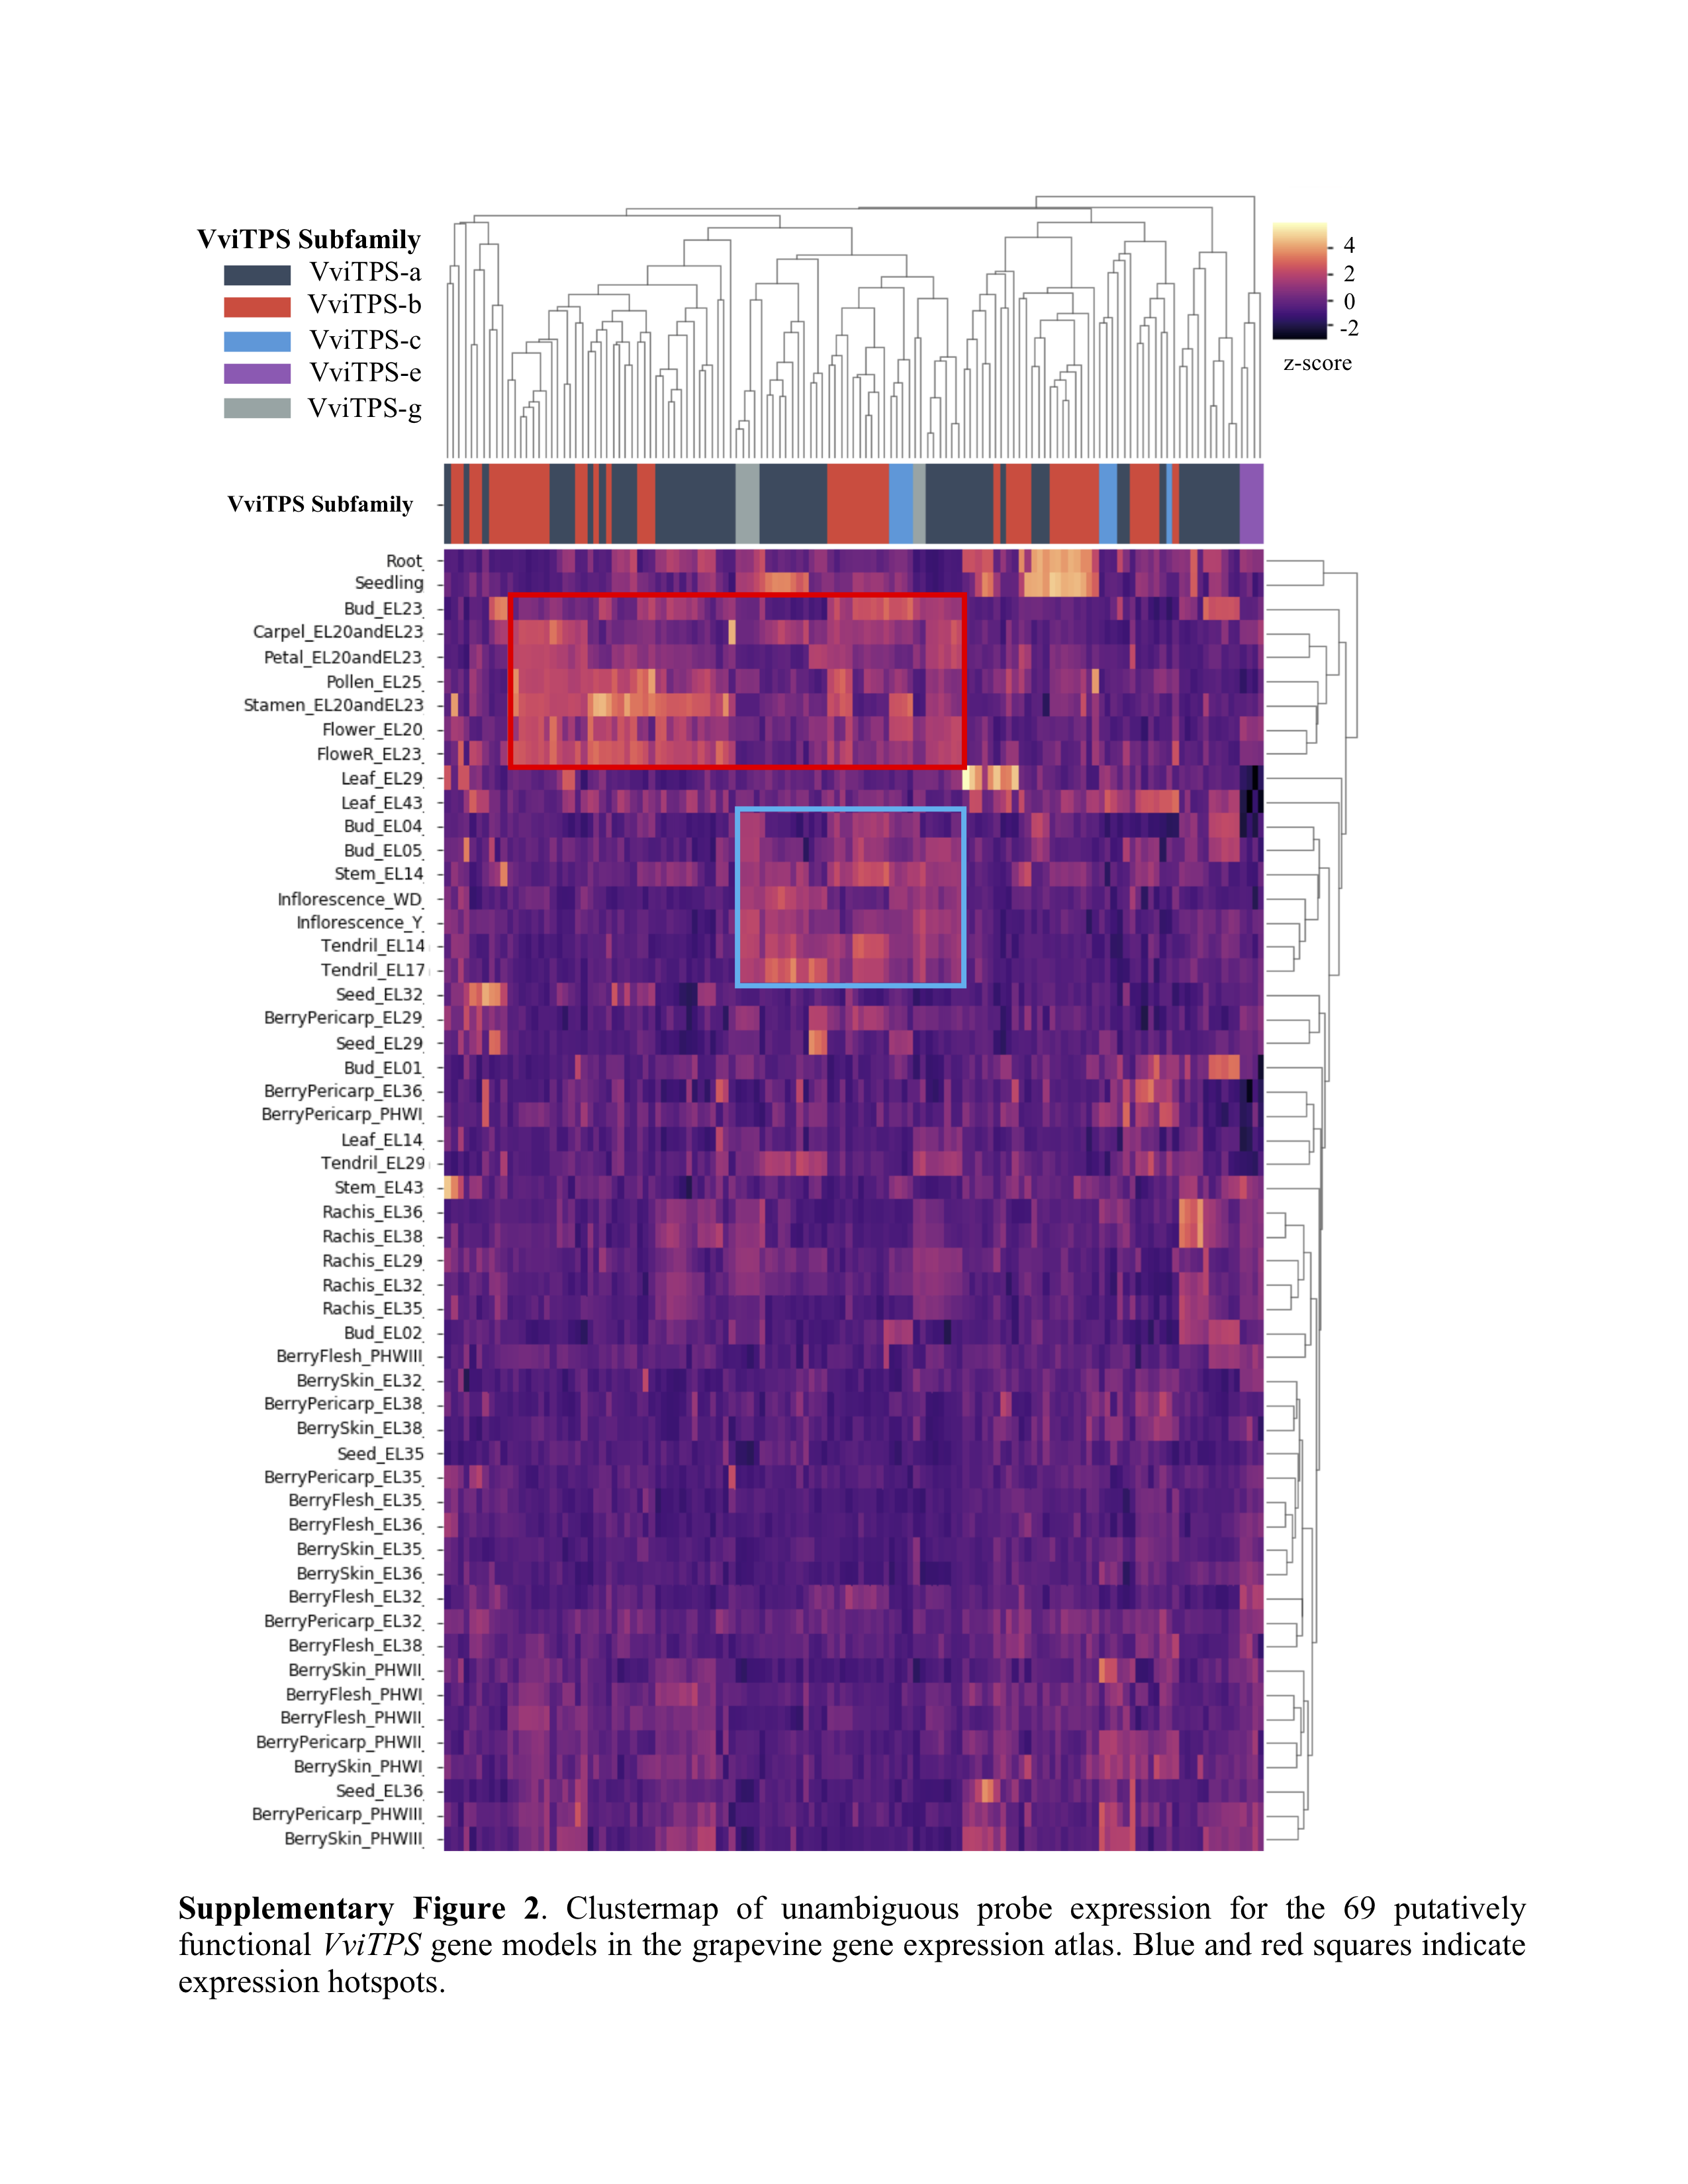 VviTPS Subfamily
VviTPS-a
VviTPS-b
VviTPS-c
VviTPS-e
VviTPS-g
4
2
0
-2
z-score
VviTPS Subfamily
Root
Seedling
Bud_EL23
Carpel_EL20andEL23
Petal_EL20andEL23
Pollen_EL25
Stamen_EL20andEL23
Flower_EL20
FloweR_EL23
Leaf_EL29
Leaf_EL43
Bud_EL04
Bud_EL05
Stem_EL14
Inflorescence_WD
Inflorescence_Y
Tendril_EL14
Tendril_EL17
Seed_EL32
BerryPericarp_EL29
Seed_EL29
Bud_EL01
BerryPericarp_EL36
BerryPericarp_PHWI
Leaf_EL14
Tendril_EL29
Stem_EL43
Rachis_EL36
Rachis_EL38
Rachis_EL29
Rachis_EL32
Rachis_EL35
Bud_EL02
BerryFlesh_PHWIII
BerrySkin_EL32
BerryPericarp_EL38
BerrySkin_EL38
Seed_EL35
BerryPericarp_EL35
BerryFlesh_EL35
BerryFlesh_EL36
BerrySkin_EL35
BerrySkin_EL36
BerryFlesh_EL32
BerryPericarp_EL32
BerryFlesh_EL38
BerrySkin_PHWII
BerryFlesh_PHWI
BerryFlesh_PHWII
BerryPericarp_PHWII
BerrySkin_PHWI
Seed_EL36
BerryPericarp_PHWIII
BerrySkin_PHWIII
Supplementary Figure 2. Clustermap of unambiguous probe expression for the 69 putatively
functional VviTPS gene models in the grapevine gene expression atlas. Blue and red squares indicate
expression hotspots.